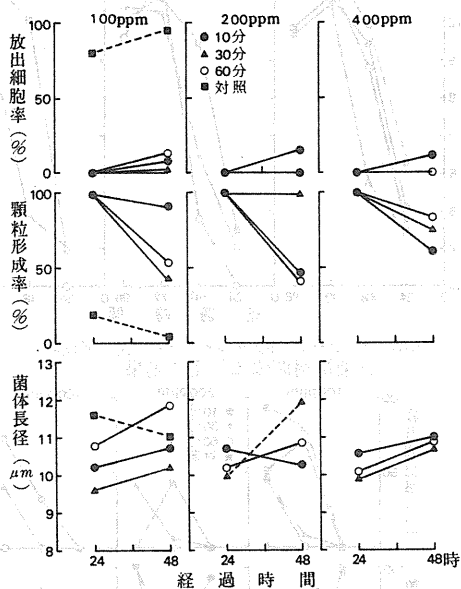 100ppm 200ppm 400ppm
放出細胞率(%)
100
50
0
10分
30分
60分
対照
顆粒形成率(%)
100
50
0
菌体長径(μm)
13
12
11
10
9
8
24 48 24 48 24 48時
経過時間